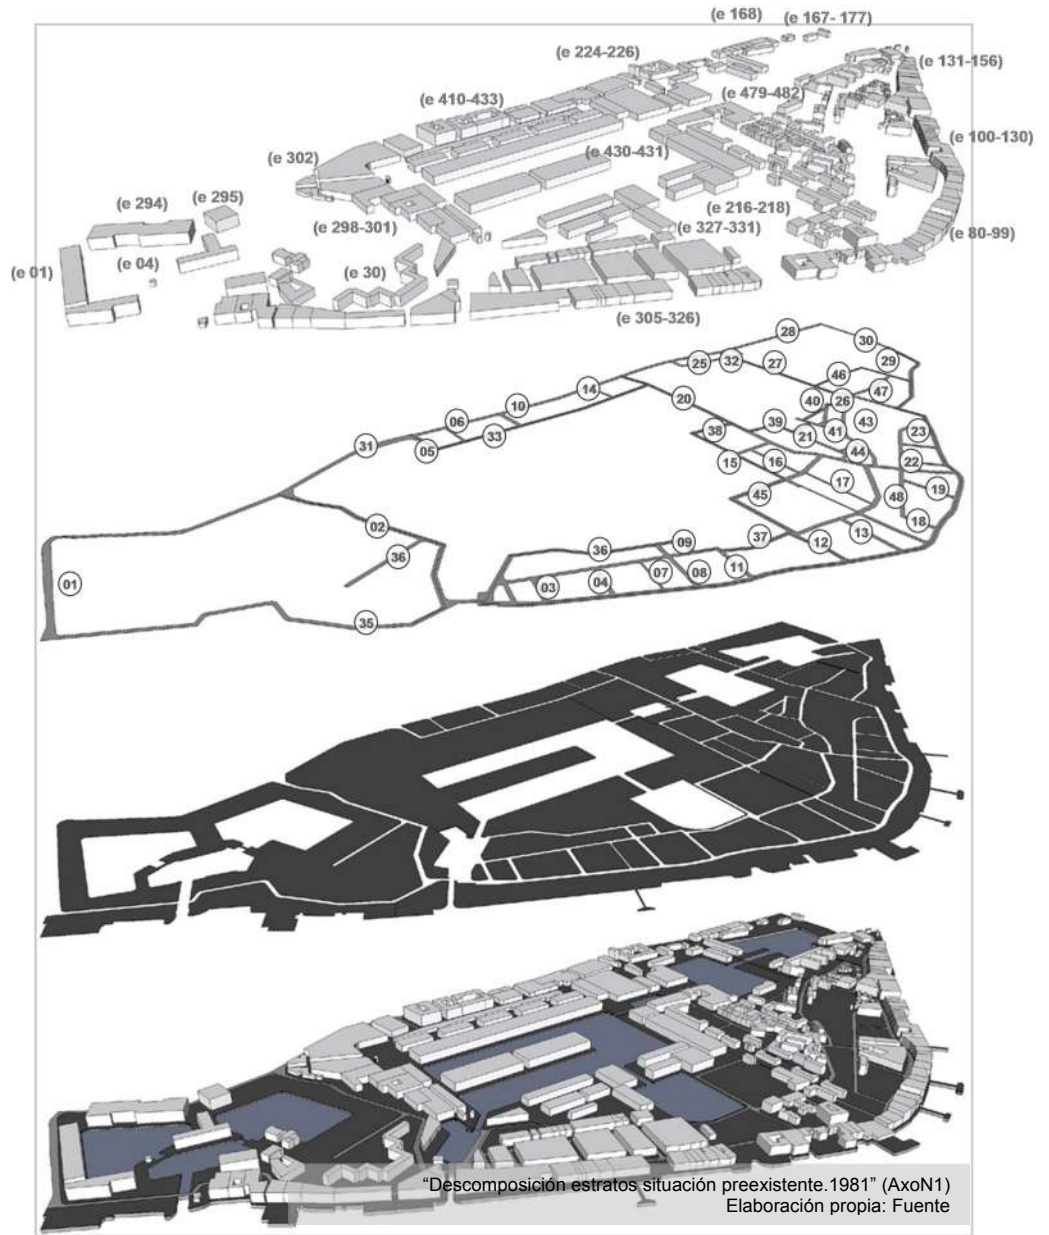 (e 168)
(e 167- 177)
(e 224-226)
(e 131-156)
(e 410-433)
(e 479-482)
(e 100-130)
(e 302)
(e 430-431)
(e 294)
(e 295)
(e 216-218)
(e 298-301)
(e 327-331)
(e 80-99)
(e 01)
(e 04)
(e 30)
(e 305-326)
28
30
25
32
27
29
46
47
14
10
20
40
26
06
33
39
41
43
31
05
38
21
44
23
15
16
22
17
19
45
48
02
18
36
36
09
37
12
13
01
03
04
07
08
11
35
“Descomposición estratos situación preexistente.1981” (AxoN1)
Elaboración propia: Fuente